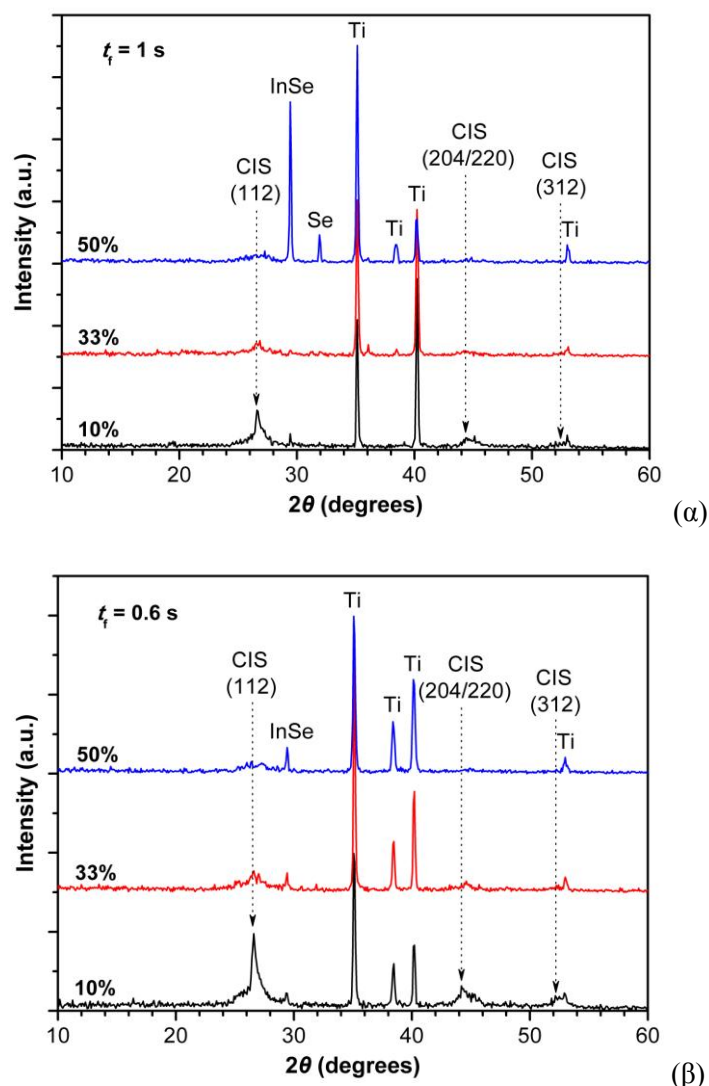 t_f = 1 s
Ti
InSe
CIS
(204/220)
CIS
(112)
CIS
(312)
Ti
Se
Ti
Ti
50%
33%
10%
Intensity (a.u.)
10 20 30 40 50 60
2θ (degrees)
(α)
t_f = 0.6 s
Ti
CIS
(112)
Ti
CIS
(204/220)
CIS
(312)
InSe
Ti
Ti
50%
33%
10%
Intensity (a.u.)
10 20 30 40 50 60
2θ (degrees)
(β)